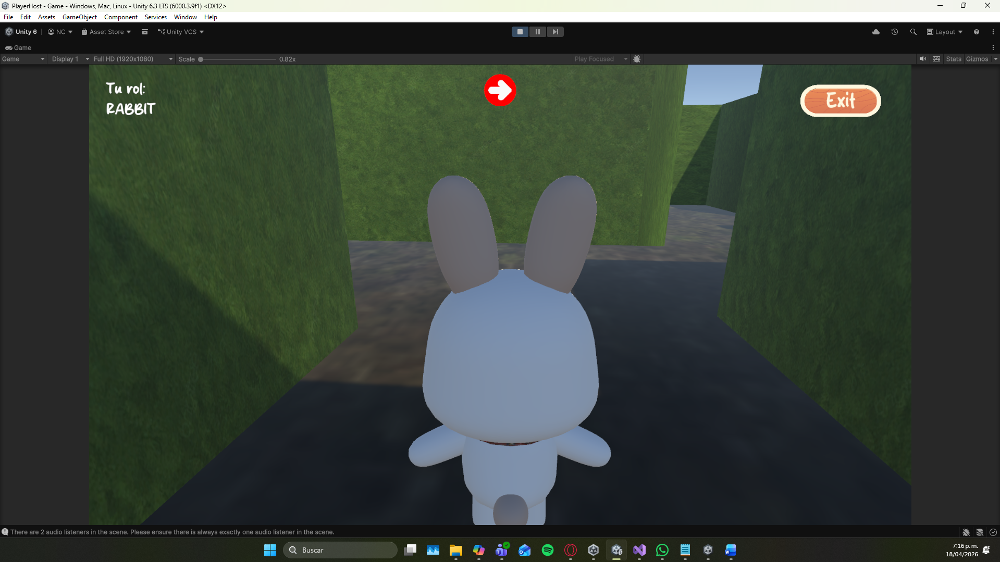 PlayerHost - Game - Windows, Mac, Linux - Unity 6.3 LTS (6000.3.9f1) <DX12>
File Edit Assets GameObject Component Services Window Help
Unity 6 NC Asset Store Unity VCS Layout
Game
Game Display 1 Full HD (1920x1080) Scale 0.82x Play Focused Stats Gizmos
Tu rol:
RABBIT
Exit
There are 2 audio listeners in the scene. Please ensure there is always exactly one audio listener in the scene.
Buscar
7:16 p. m.
18/04/2026